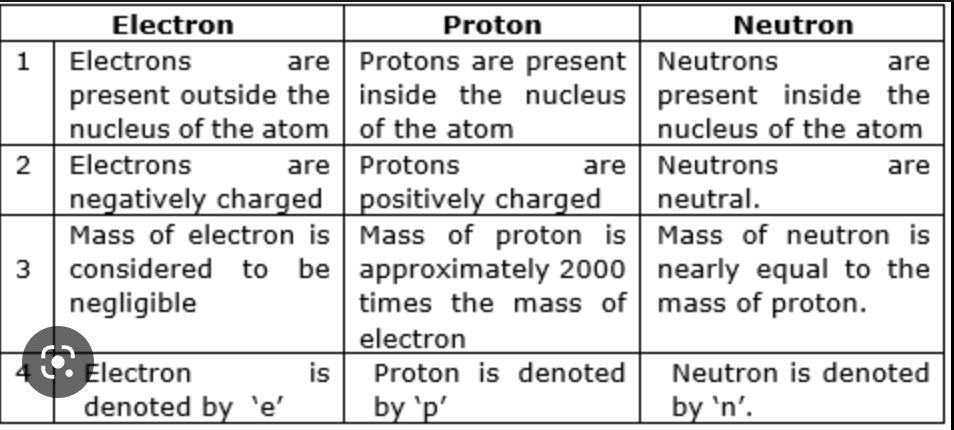 Electron Proton Neutron
1 Electrons are Protons are present Neutrons are
present outside the inside the nucleus present inside the
nucleus of the atom of the atom nucleus of the atom
2 Electrons are Protons are Neutrons are
negatively charged positively charged neutral.
Mass of electron is Mass of proton is Mass of neutron is
3 considered to be approximately 2000 nearly equal to the
negligible times the mass of mass of proton.
electron
4 Electron is Proton is denoted Neutron is denoted
denoted by ‘e’ by ‘p’ by ‘n’.